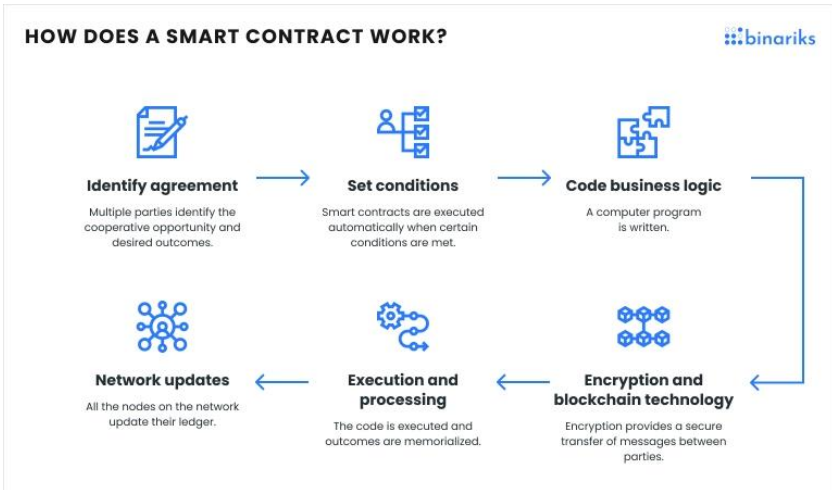 HOW DOES A SMART CONTRACT WORK?
binariks
Identify agreement
Multiple parties identify the
cooperative opportunity and
desired outcomes.
Set conditions
Smart contracts are executed
automatically when certain
conditions are met.
Code business logic
A computer program
is written.
Encryption and
blockchain technology
Encryption provides a secure
transfer of messages between
parties.
Execution and
processing
The code is executed and
outcomes are memorialized.
Network updates
All the nodes on the network
update their ledger.